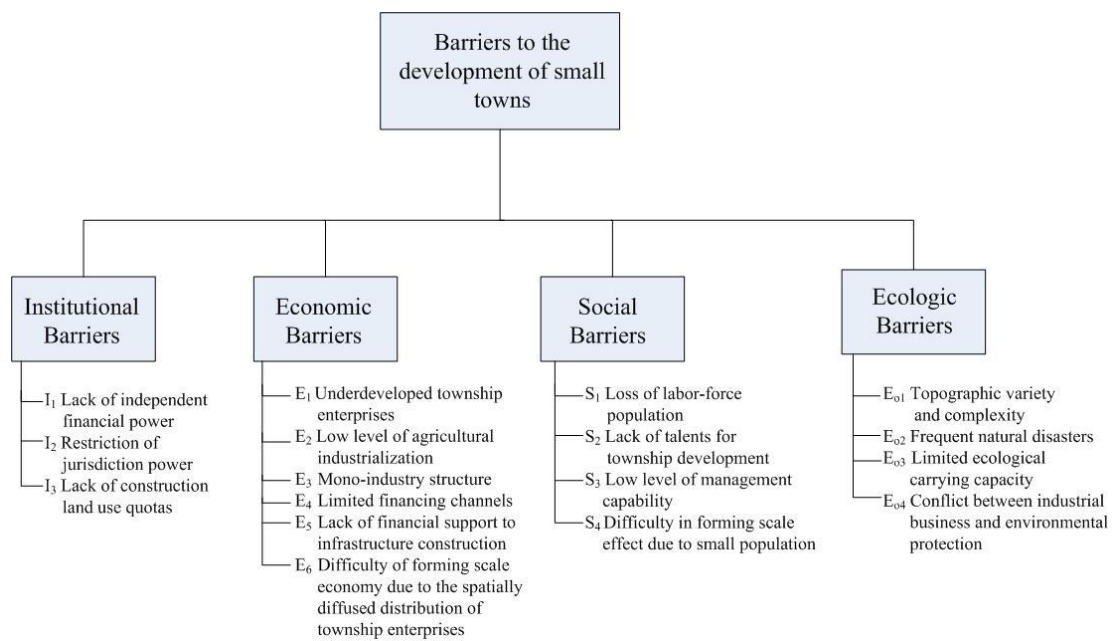 Barriers to the
development of small
towns
Institutional
Barriers
I₁ Lack of independent
financial power
I₂ Restriction of
jurisdiction power
I₃ Lack of construction
land use quotas
Economic
Barriers
E₁ Underdeveloped township
enterprises
E₂ Low level of agricultural
industrialization
E₃ Mono-industry structure
E₄ Limited financing channels
E₅ Lack of financial support to
infrastructure construction
E₆ Difficulty of forming scale
economy due to the spatially
diffused distribution of
township enterprises
Social
Barriers
S₁ Loss of labor-force
population
S₂ Lack of talents for
township development
S₃ Low level of management
capability
S₄ Difficulty in forming scale
effect due to small population
Ecologic
Barriers
Eₒ₁ Topographic variety
and complexity
Eₒ₂ Frequent natural disasters
Eₒ₃ Limited ecological
carrying capacity
Eₒ₄ Conflict between industrial
business and environmental
protection